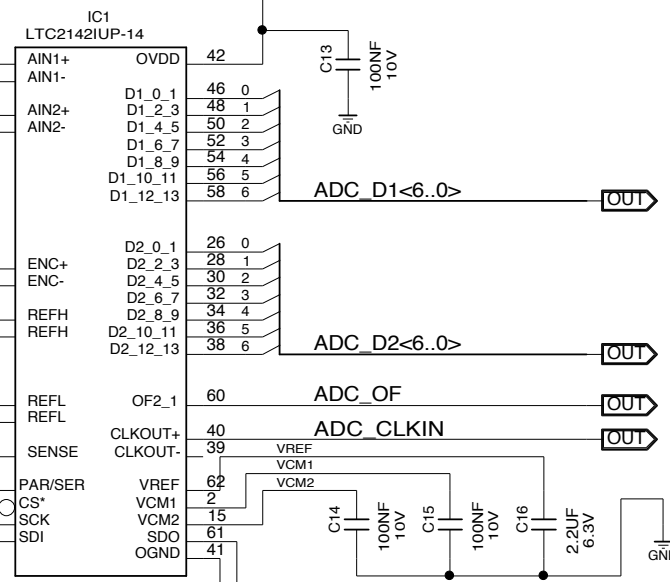 IC1
LTC2142IUP-14
AIN1+ OVDD 42
AIN1-
C13 100NF 10V
GND
D1_0_1 46 0
AIN2+ D1_2_3 48 1
AIN2- D1_4_5 50 2
D1_6_7 52 3
D1_8_9 54 4
D1_10_11 56 5
D1_12_13 58 6
ADC_D1<6..0> OUT
D2_0_1 26 0
ENC+ D2_2_3 28 1
ENC- D2_4_5 30 2
D2_6_7 32 3
REFH D2_8_9 34 4
REFH D2_10_11 36 5
D2_12_13 38 6
ADC_D2<6..0> OUT
REFL OF2_1 60 ADC_OF OUT
REFL
CLKOUT+ 40 ADC_CLKIN OUT
SENSE CLKOUT- 39 VREF
VCM1
PAR/SER VREF 62 VCM2
CS* VCM1 2
SCK VCM2 15
SDI SDO 61
OGND 41
C14 100NF 10V
C15 100NF 10V
C16 2.2UF 6.3V
GND